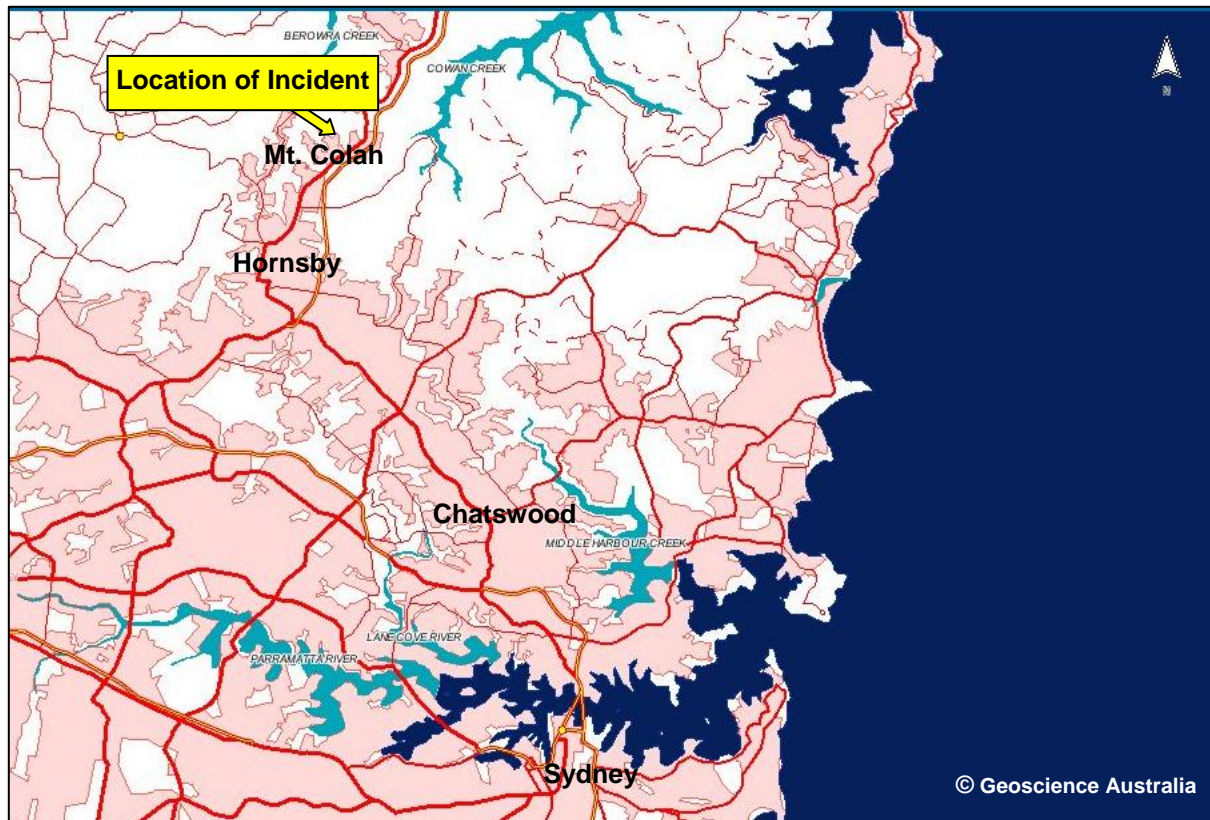 BEROWRA CREEK
COWAN CREEK
Location of Incident
N
Mt. Colah
Hornsby
Chatswood
MIDDLE HARBOUR CREEK
LANE COVE RIVER
PARRAMATTA RIVER
Sydney
© Geoscience Australia